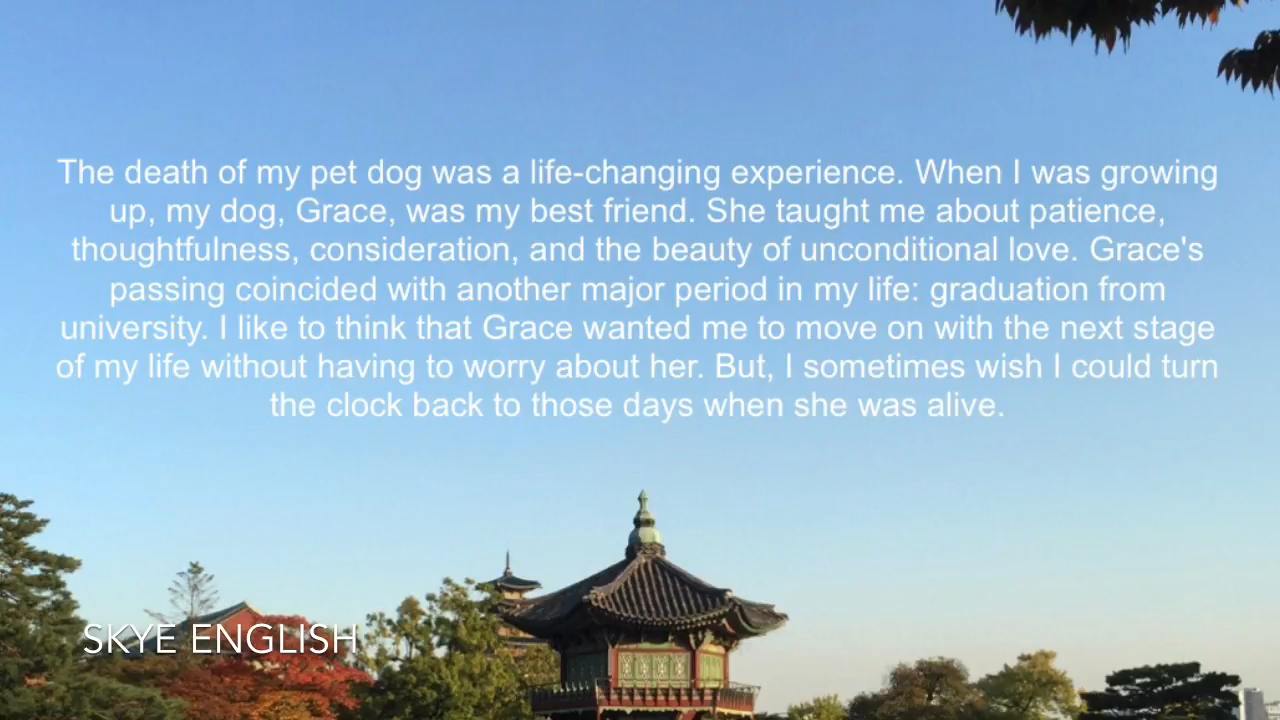 The death of my pet dog was a life-changing experience. When I was growing
up, my dog, Grace, was my best friend. She taught me about patience,
thoughtfulness, consideration, and the beauty of unconditional love. Grace's
passing coincided with another major period in my life: graduation from
university. I like to think that Grace wanted me to move on with the next stage
of my life without having to worry about her. But, I sometimes wish I could turn
the clock back to those days when she was alive.
SKYE ENGLISH